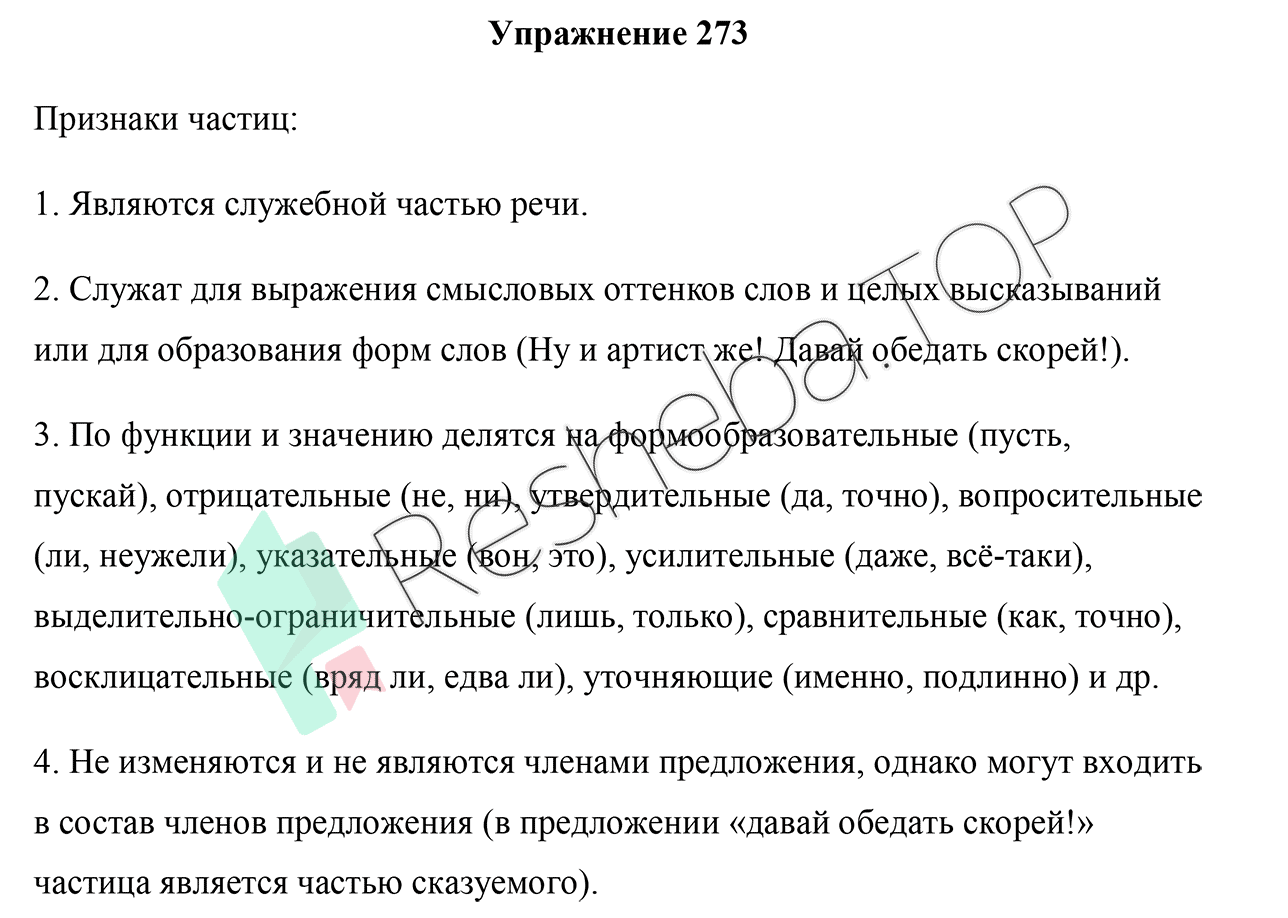 Упражнение 273
Признаки частиц:
1. Являются служебной частью речи.
2. Служат для выражения смысловых оттенков слов и целых высказываний
или для образования форм слов (Ну и артист же! Давай обедать скорей!).
3. По функции и значению делятся на формообразовательные (пусть,
пускай), отрицательные (не, ни), утвердительные (да, точно), вопросительные
(ли, неужели), указательные (вон, это), усилительные (даже, всё-таки),
выделительно-ограничительные (лишь, только), сравнительные (как, точно),
восклицательные (вряд ли, едва ли), уточняющие (именно, подлинно) и др.
4. Не изменяются и не являются членами предложения, однако могут входить
в состав членов предложения (в предложении «давай обедать скорей!»
частица является частью сказуемого).
Resheba.TOP